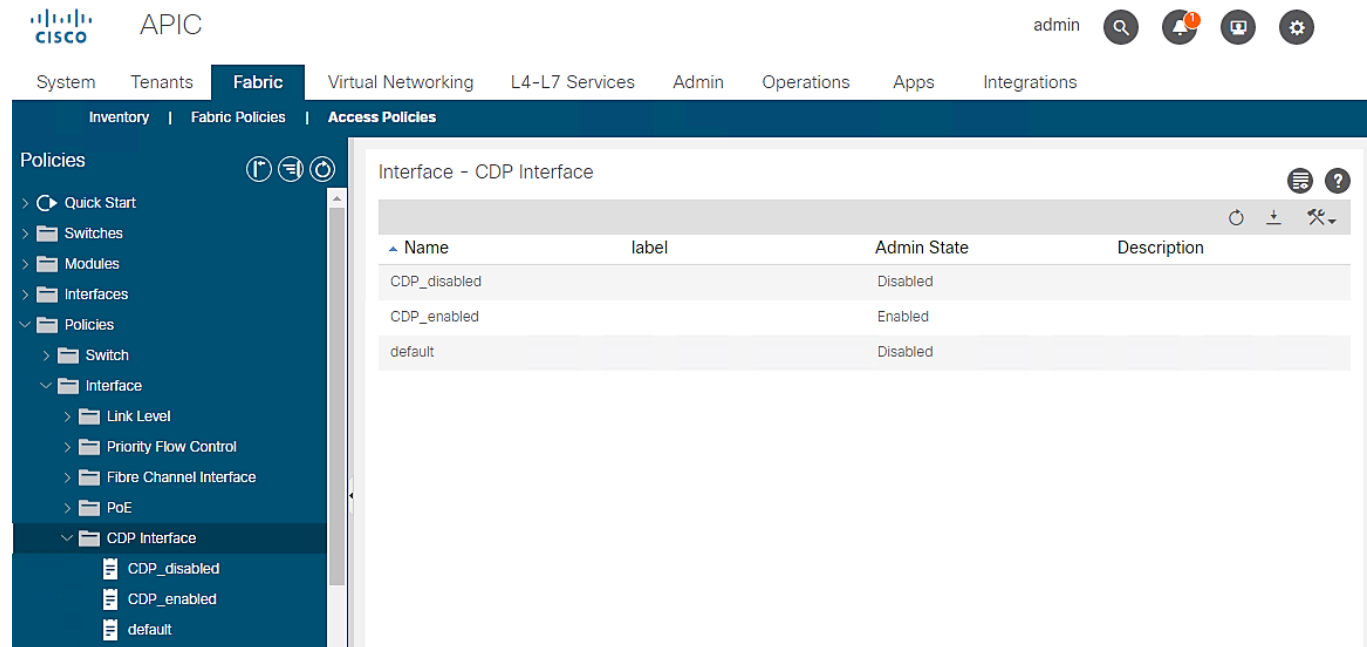 CISCO
APIC
admin
1
System Tenants Fabric Virtual Networking L4-L7 Services Admin Operations Apps Integrations
Inventory | Fabric Policies | Access Policies
Policies
Quick Start
Switches
Modules
Interfaces
Policies
Switch
Interface
Link Level
Priority Flow Control
Fibre Channel Interface
PoE
CDP Interface
CDP_disabled
CDP_enabled
default
Interface - CDP Interface
?
Name label Admin State Description
CDP_disabled Disabled
CDP_enabled Enabled
default Disabled